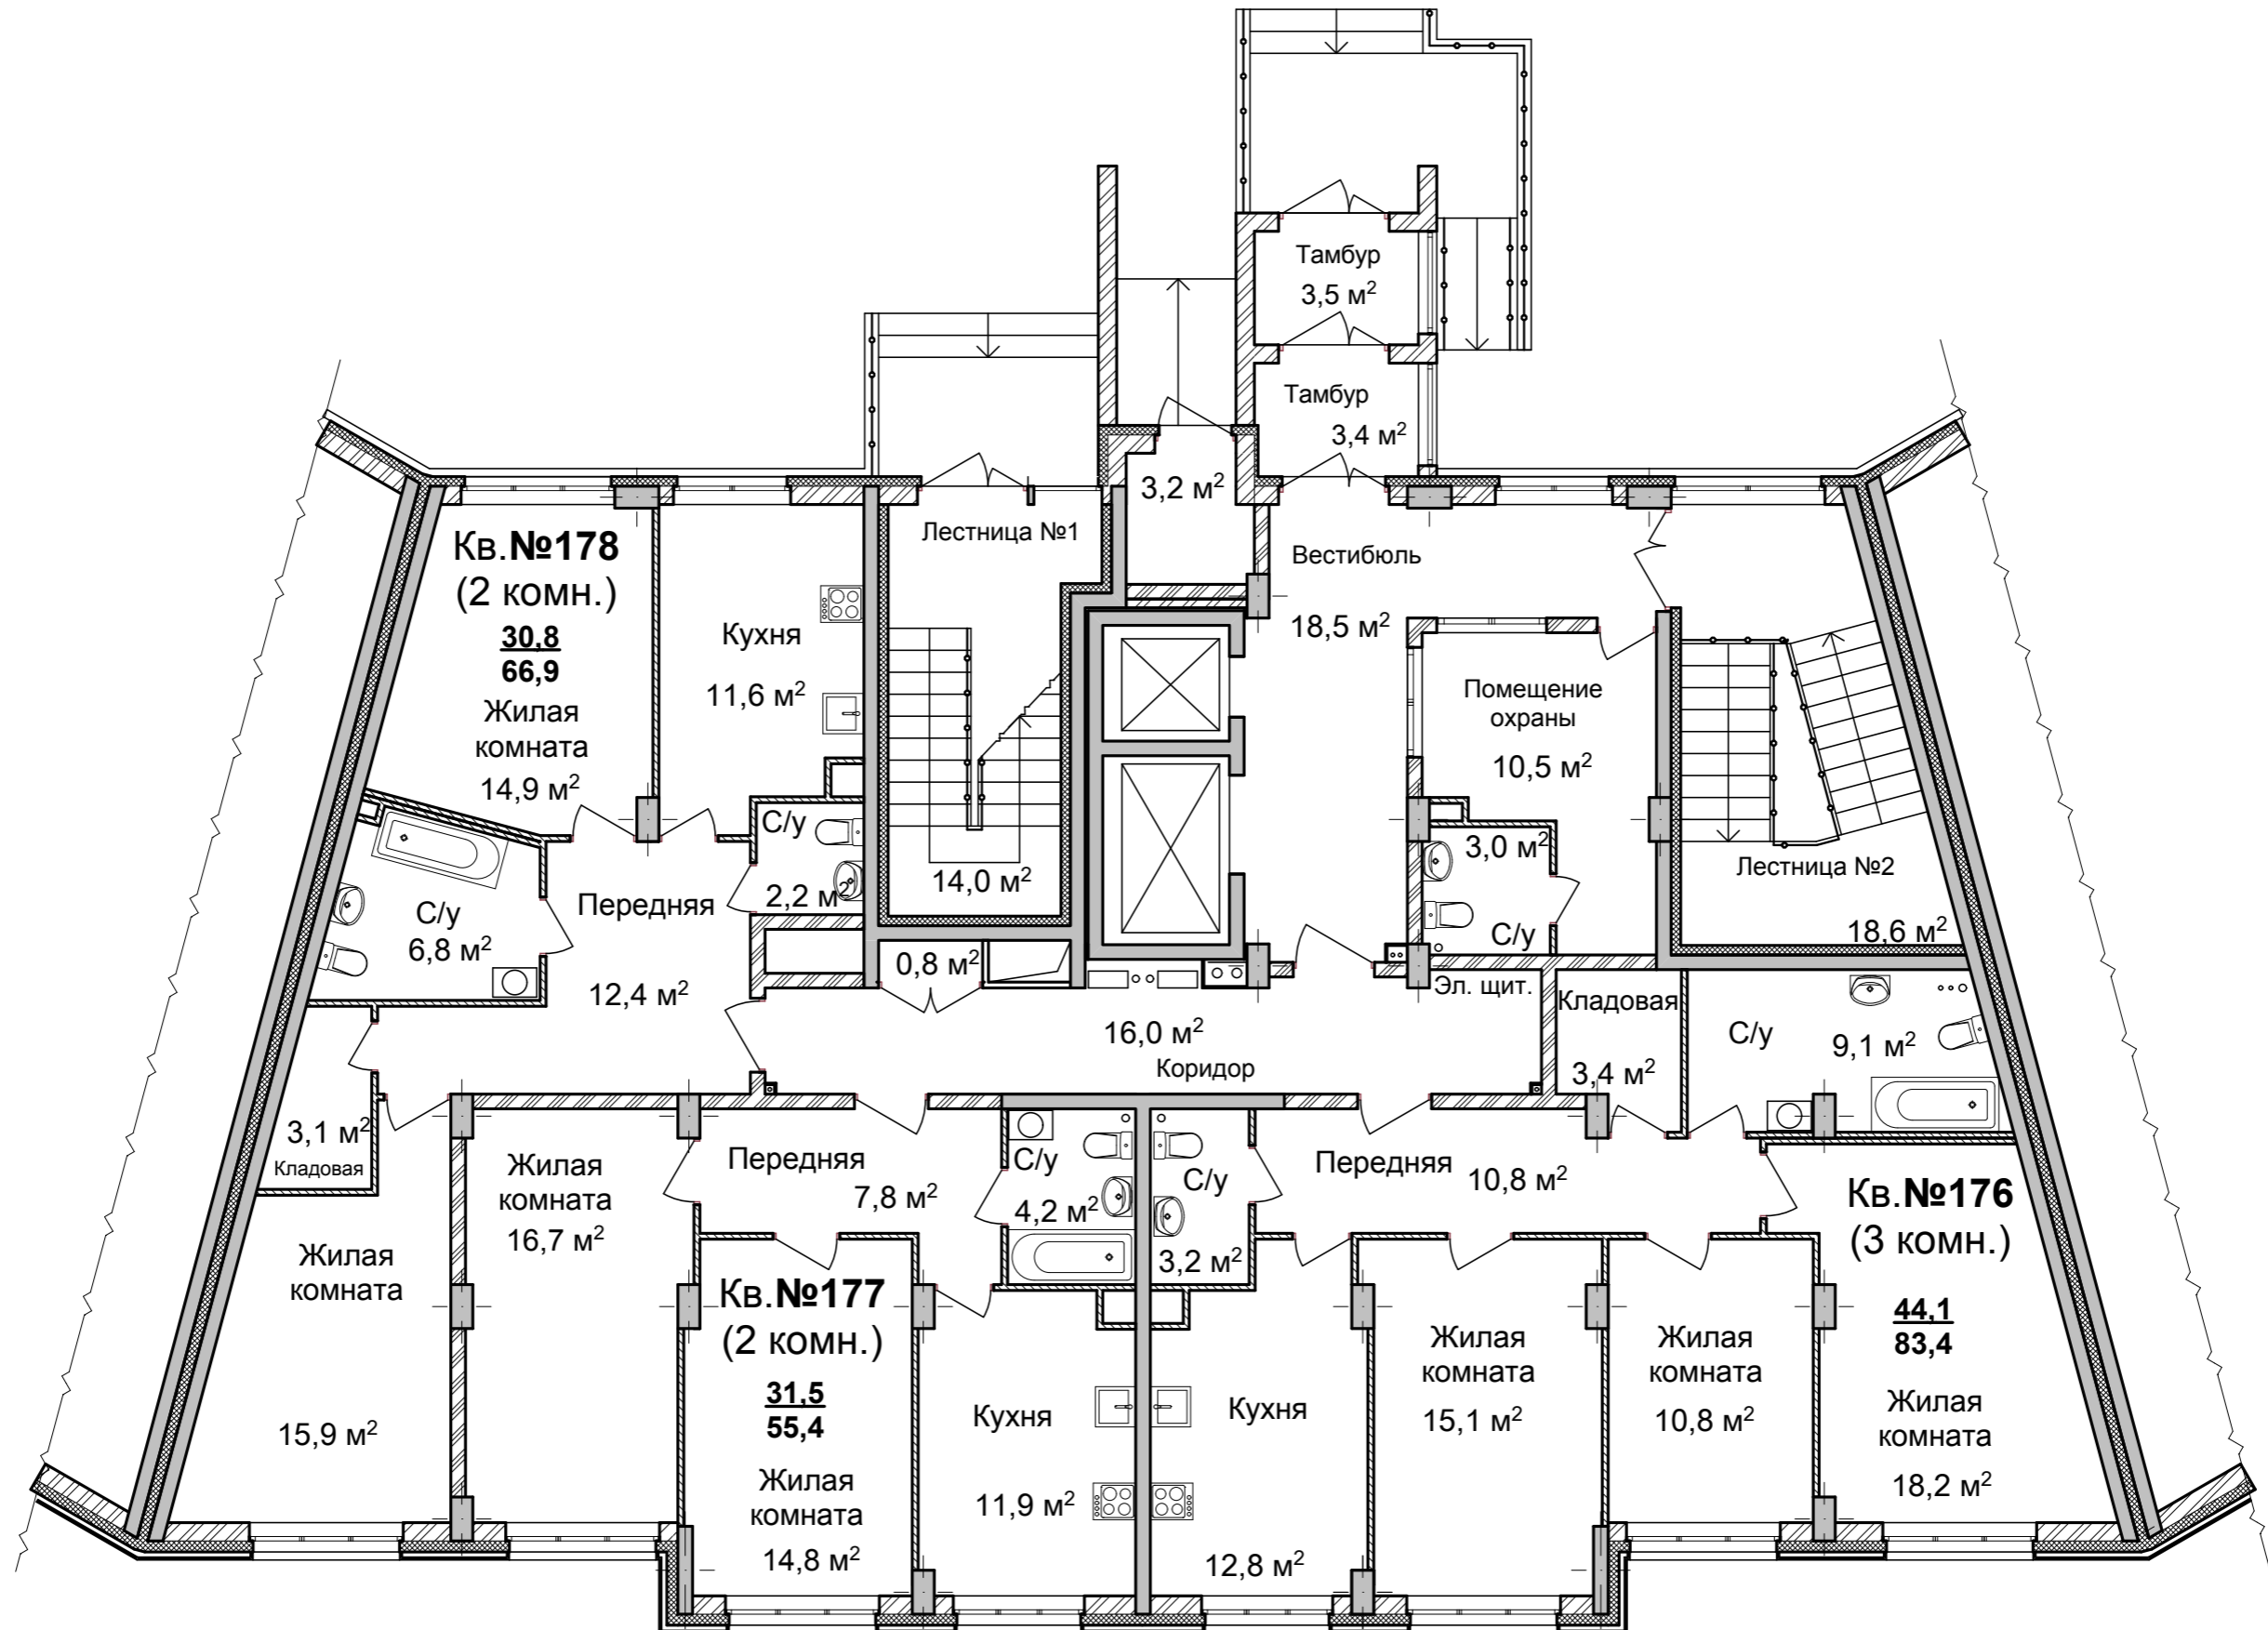 Тамбур
3,5 м²
Тамбур
3,4 м²
3,2 м²
Лестница №1
14,0 м²
Вестибюль
18,5 м²
Помещение
охраны
10,5 м²
3,0 м²
С/у
Лестница №2
18,6 м²
Кв.№178
(2 комн.)
30,8
66,9
Жилая
комната
14,9 м²
Кухня
11,6 м²
С/у
2,2 м²
Передняя
12,4 м²
С/у
6,8 м²
0,8 м²
16,0 м²
Коридор
Эл. щит.
Кладовая
3,4 м²
С/у
9,1 м²
3,1 м²
Кладовая
Жилая
комната
15,9 м²
Жилая
комната
16,7 м²
Передняя
7,8 м²
С/у
4,2 м²
С/у
3,2 м²
Передняя
10,8 м²
Кв.№177
(2 комн.)
31,5
55,4
Жилая
комната
14,8 м²
Кухня
11,9 м²
Кухня
12,8 м²
Жилая
комната
15,1 м²
Жилая
комната
10,8 м²
Кв.№176
(3 комн.)
44,1
83,4
Жилая
комната
18,2 м²